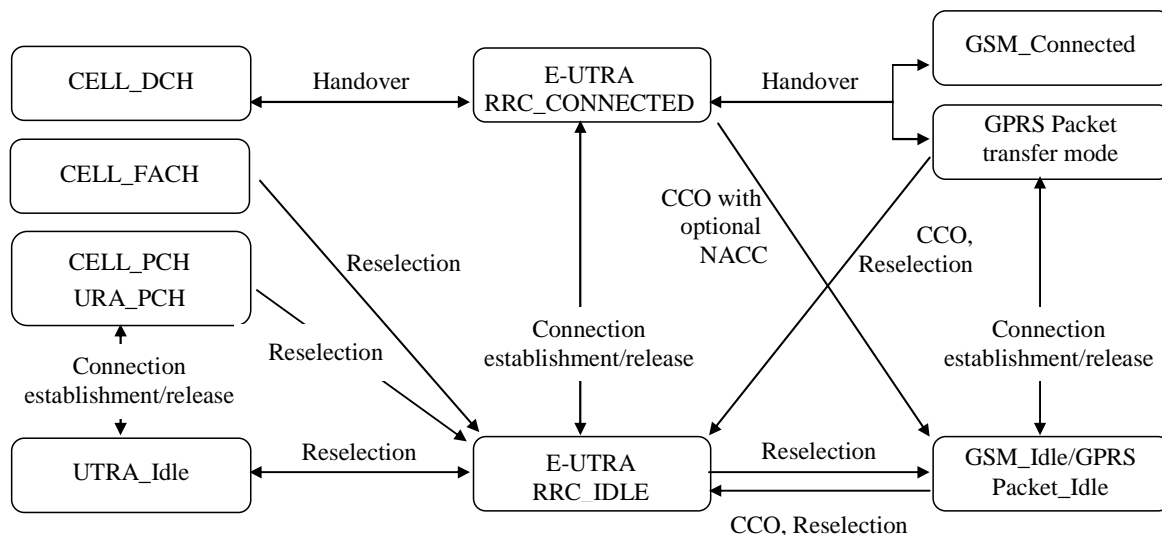 GSM_Connected
CELL_DCH
Handover
E-UTRA
RRC_CONNECTED
Handover
GPRS Packet
transfer mode
CELL_FACH
CCO with
optional
NACC
CCO,
Reselection
CELL_PCH
URA_PCH
Reselection
Reselection
Connection
establishment/release
Connection
establishment/release
Connection
establishment/release
UTRA_Idle
Reselection
E-UTRA
RRC_IDLE
Reselection
GSM_Idle/GPRS
Packet_Idle
CCO, Reselection